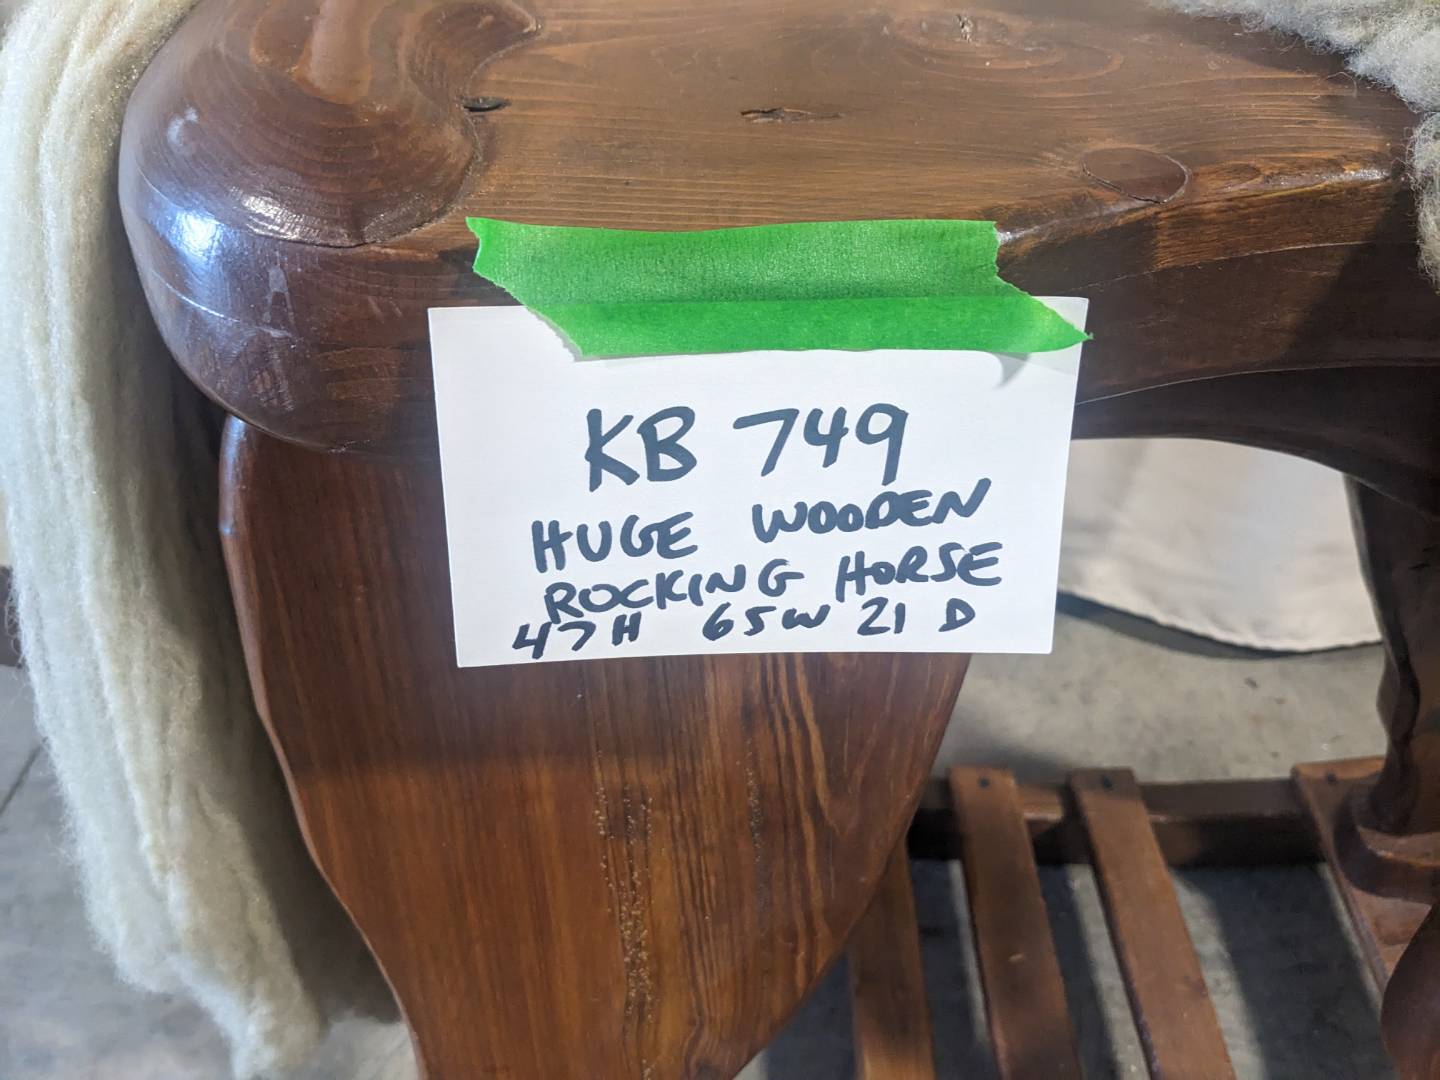 KB 749
HUGE WOODEN
ROCKING HORSE
47H 65W 21 D